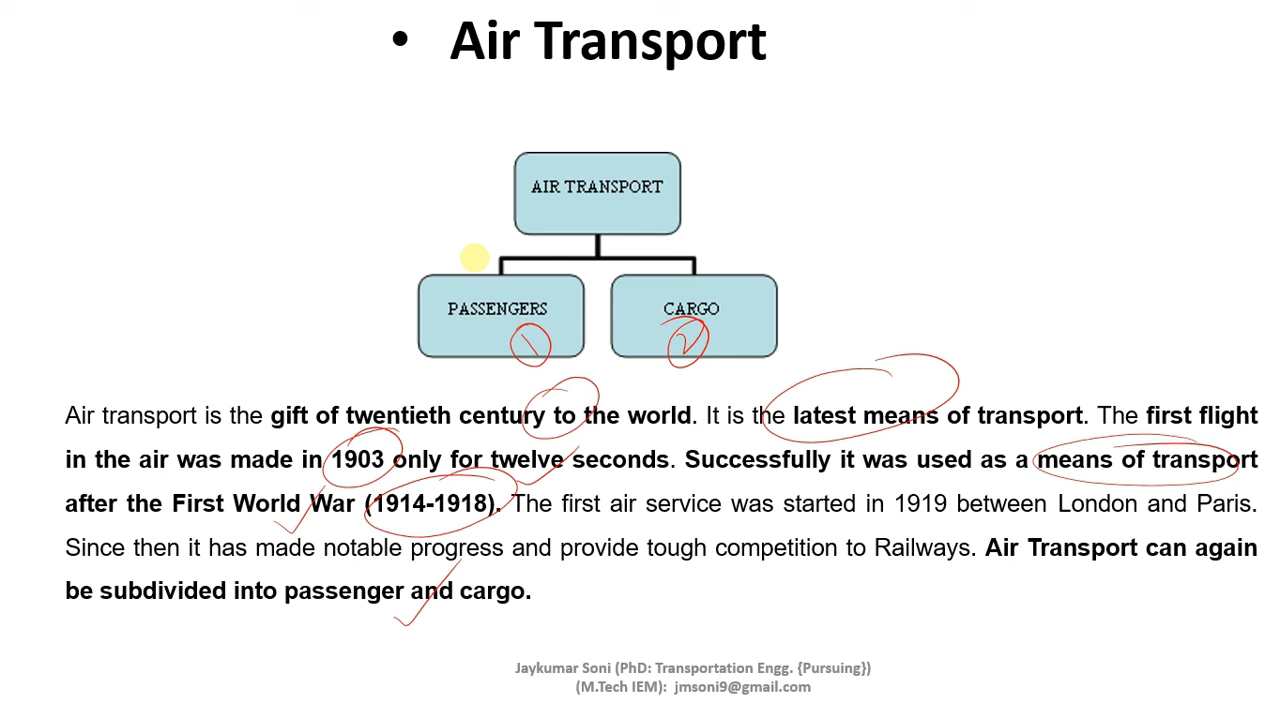 • Air Transport
AIR TRANSPORT
PASSENGERS
CARGO
1
2
Air transport is the gift of twentieth century to the world. It is the latest means of transport. The first flight
in the air was made in 1903 only for twelve seconds. Successfully it was used as a means of transport
after the First World War (1914-1918). The first air service was started in 1919 between London and Paris.
Since then it has made notable progress and provide tough competition to Railways. Air Transport can again
be subdivided into passenger and cargo.
Jaykumar Soni (PhD: Transportation Engg. {Pursuing})
(M.Tech IEM): jmsoni9@gmail.com